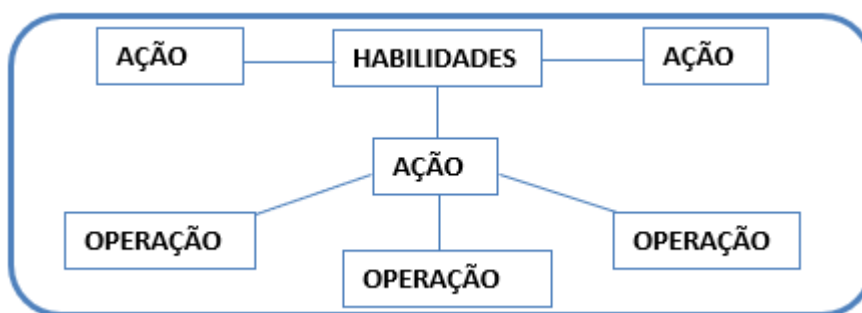 AÇÃO
HABILIDADES
AÇÃO
AÇÃO
OPERAÇÃO
OPERAÇÃO
OPERAÇÃO